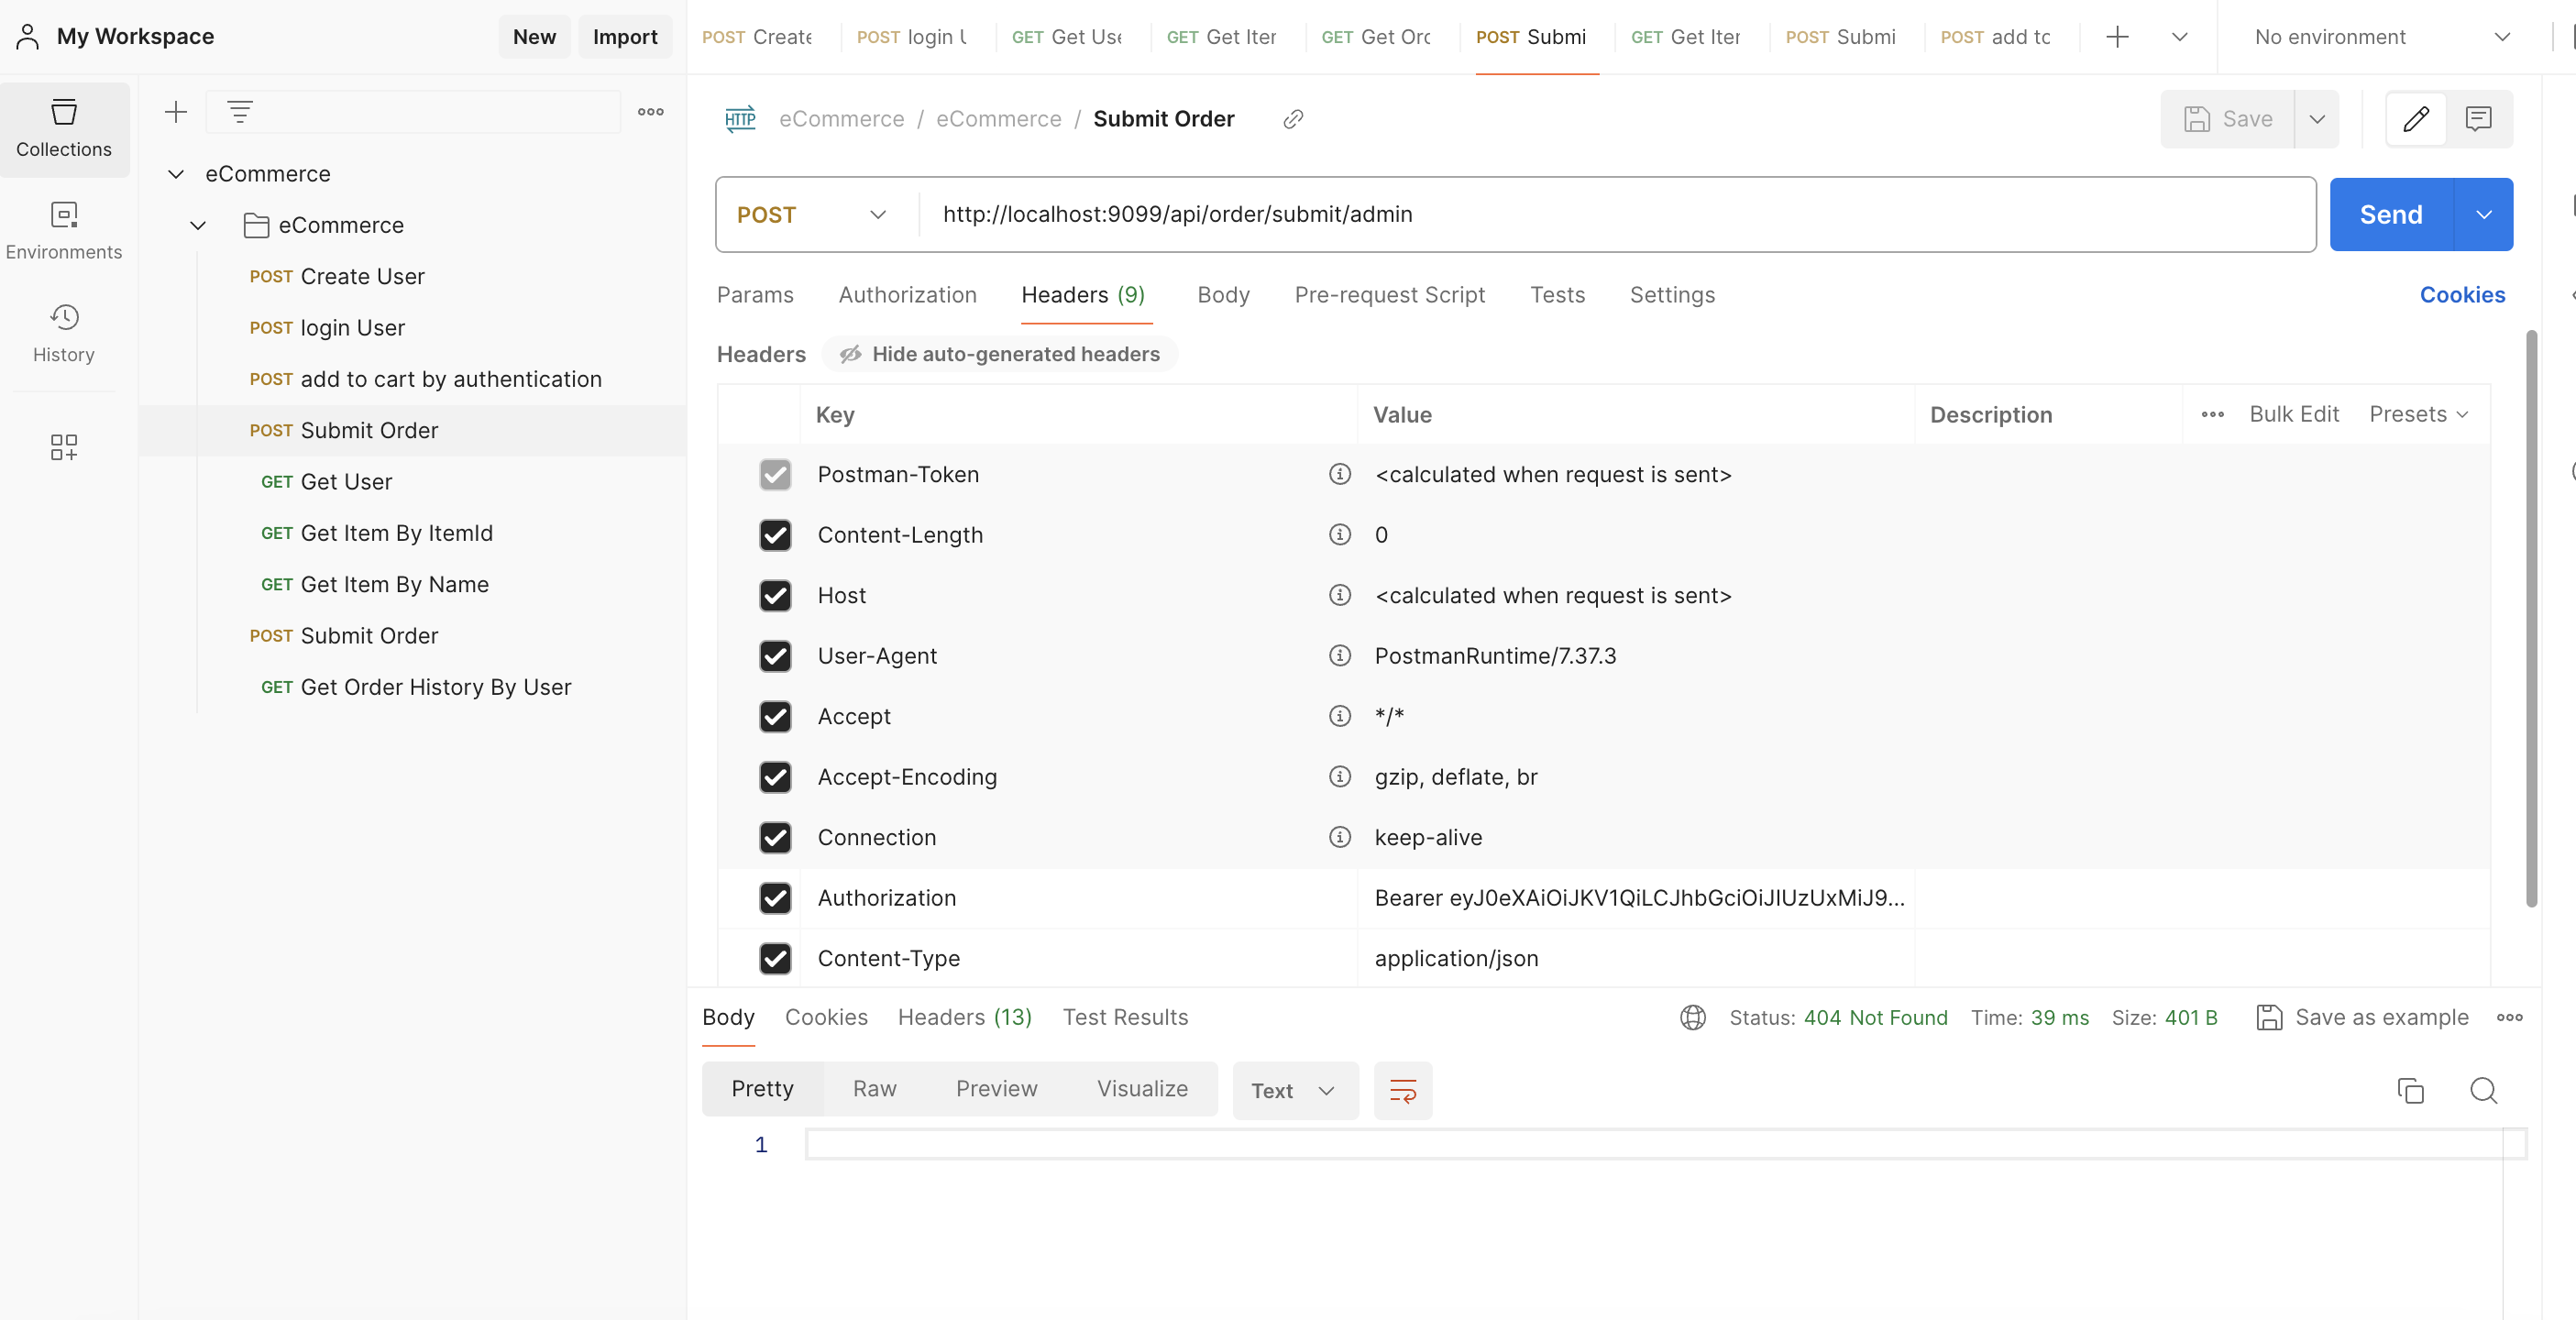 My Workspace
New
Import
POST Create
POST login U
GET Get Use
GET Get Iter
GET Get Orc
POST Submi
GET Get Iter
POST Submi
POST add to
No environment
Collections
Environments
History
eCommerce
eCommerce
POST Create User
POST login User
POST add to cart by authentication
POST Submit Order
GET Get User
GET Get Item By ItemId
GET Get Item By Name
POST Submit Order
GET Get Order History By User
HTTP eCommerce / eCommerce / Submit Order
Save
POST http://localhost:9099/api/order/submit/admin
Send
Params Authorization Headers (9) Body Pre-request Script Tests Settings
Cookies
Headers Hide auto-generated headers
Key Value Description Bulk Edit Presets
Postman-Token <calculated when request is sent>
Content-Length 0
Host <calculated when request is sent>
User-Agent PostmanRuntime/7.37.3
Accept */*
Accept-Encoding gzip, deflate, br
Connection keep-alive
Authorization Bearer eyJ0eXAiOiJKV1QiLCJhbGciOiJIUzUxMiJ9...
Content-Type application/json
Body Cookies Headers (13) Test Results
Status: 404 Not Found Time: 39 ms Size: 401 B Save as example
Pretty Raw Preview Visualize Text
1